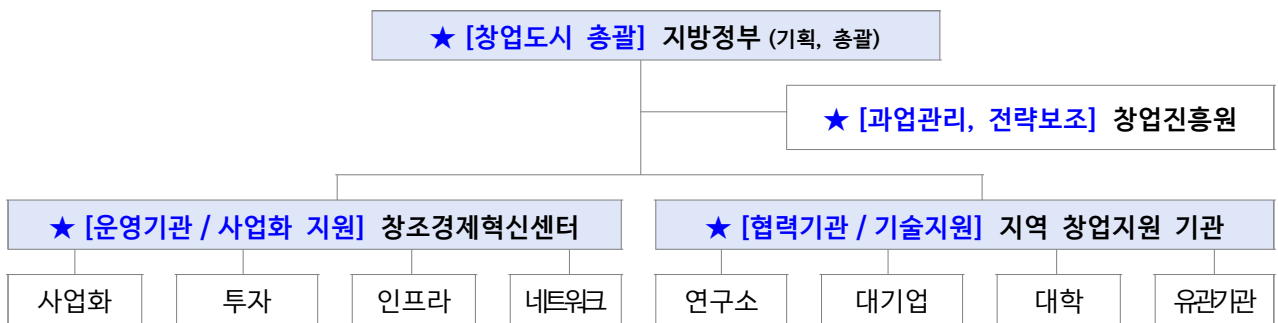 ★ [창업도시 총괄] 지방정부 (기획, 총괄)
★ [과업관리, 전략보조] 창업진흥원
★ [운영기관 / 사업화 지원] 창조경제혁신센터
★ [협력기관 / 기술지원] 지역 창업지원 기관
사업화
투자
인프라
네트워크
연구소
대기업
대학
유관기관